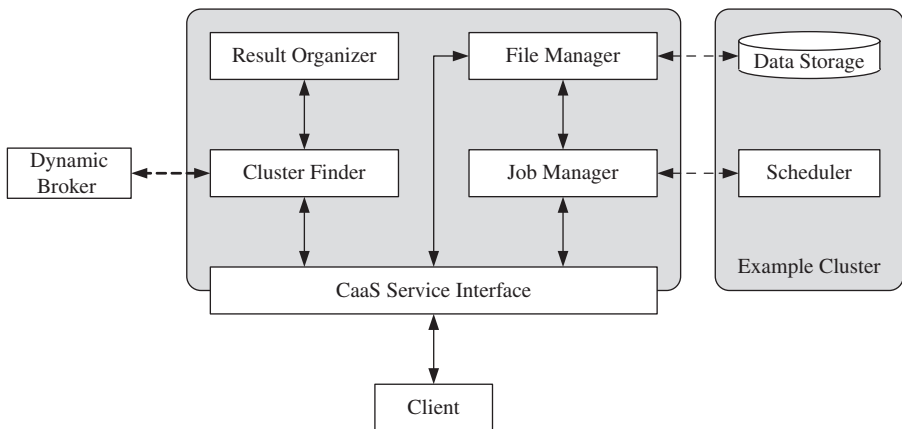 Result Organizer
File Manager
Data Storage
Dynamic
Broker
Cluster Finder
Job Manager
Scheduler
Example Cluster
CaaS Service Interface
Client